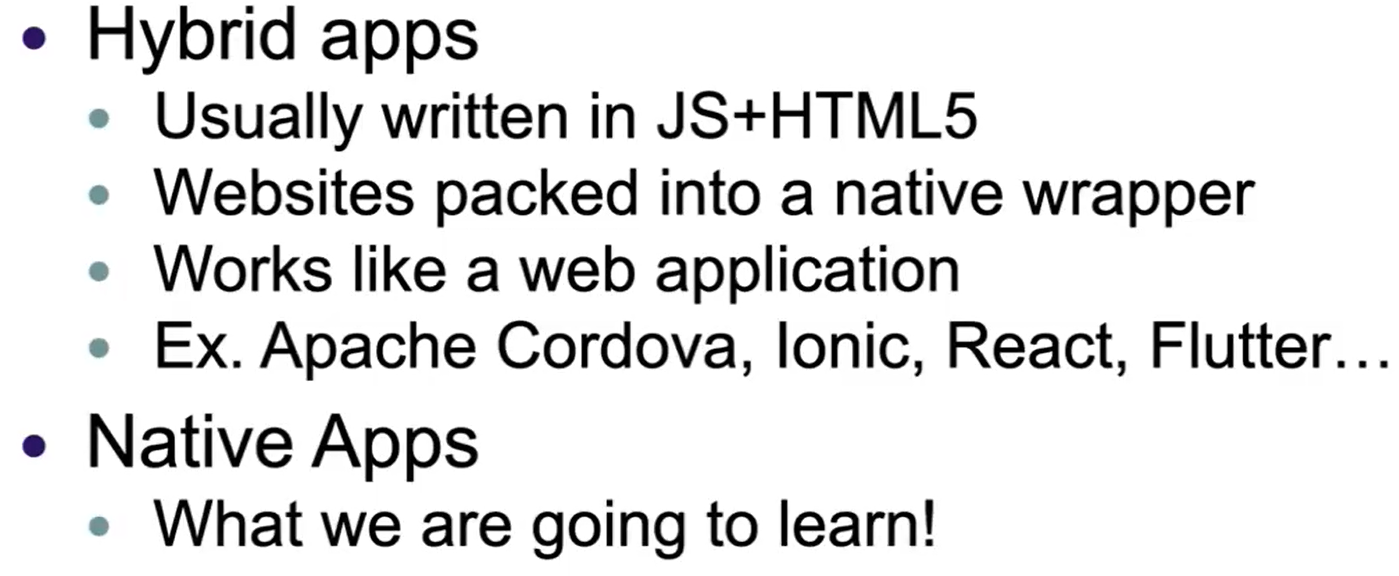 Hybrid apps
Usually written in JS+HTML5
Websites packed into a native wrapper
Works like a web application
Ex. Apache Cordova, Ionic, React, Flutter…
Native Apps
What we are going to learn!